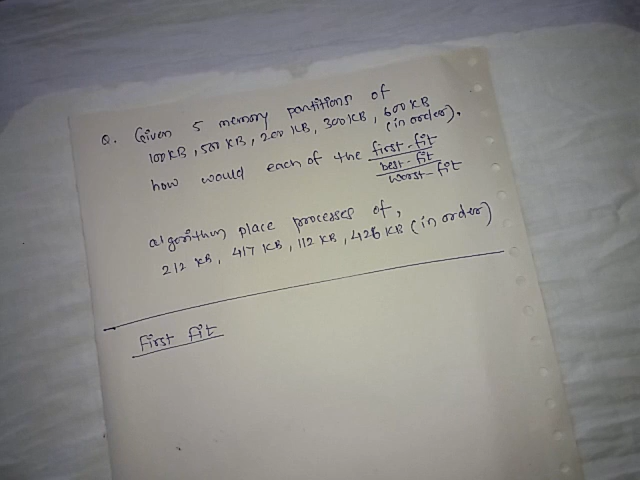 Q. Given 5 memory partitions of
100 KB, 500 KB, 200 KB, 300 KB, 600 KB
(in order).
how would each of the first-fit
best-fit
worst-fit
algorithm place processes of,
212 KB, 417 KB, 112 KB, 426 KB (in order)
First Fit